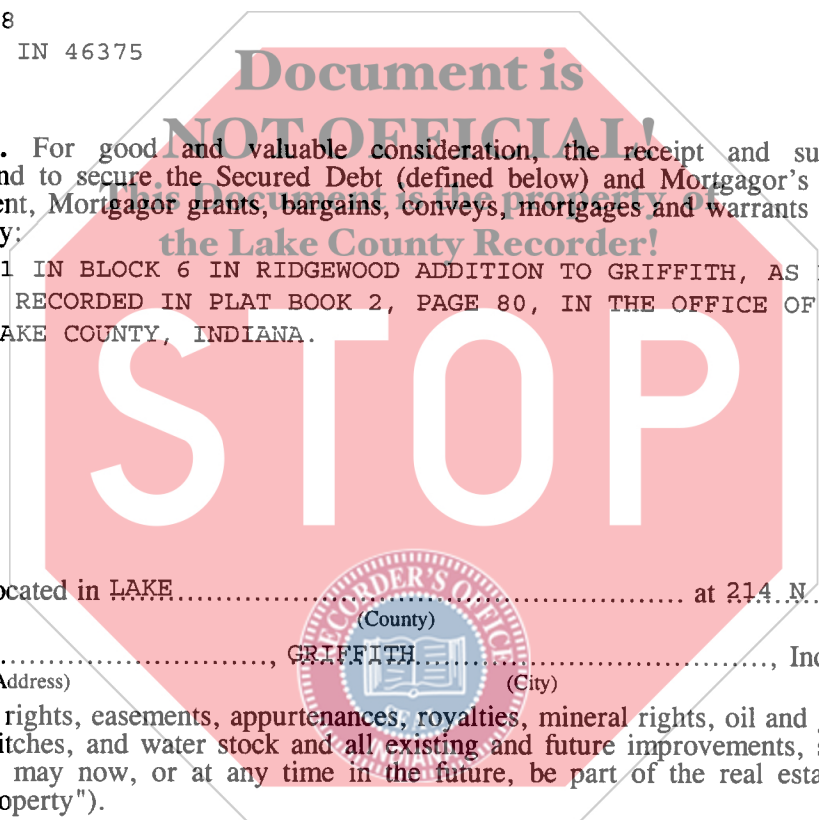 8
IN 46375
Document is
NOT OFFICIAL!
. For good and valuable consideration, the receipt and su
nd to secure the Secured Debt (defined below) and Mortgagor's
This Document is the property of
ent, Mortgagor grants, bargains, conveys, mortgages and warrants
y:
the Lake County Recorder!
1 IN BLOCK 6 IN RIDGEWOOD ADDITION TO GRIFFITH, AS
RECORDED IN PLAT BOOK 2, PAGE 80, IN THE OFFICE OF
AKE COUNTY, INDIANA.
STOP
ocated in LAKE at 214 N
(County)
RECORDER'S OFFICE
, GRIFFITH , Ind
Address) (City)
rights, easements, appurtenances, royalties, mineral rights, oil and
itches, and water stock and all existing and future improvements,
may now, or at any time in the future, be part of the real esta
INDIANA
operty").